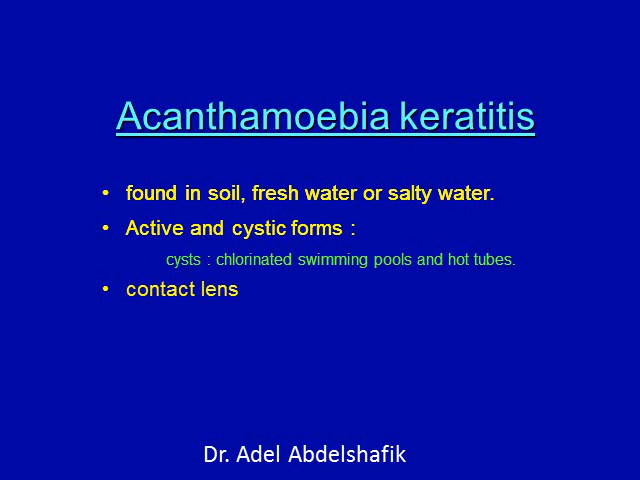 Acanthamoebia keratitis
• found in soil, fresh water or salty water.
• Active and cystic forms :
cysts : chlorinated swimming pools and hot tubes.
• contact lens
Dr. Adel Abdelshafik